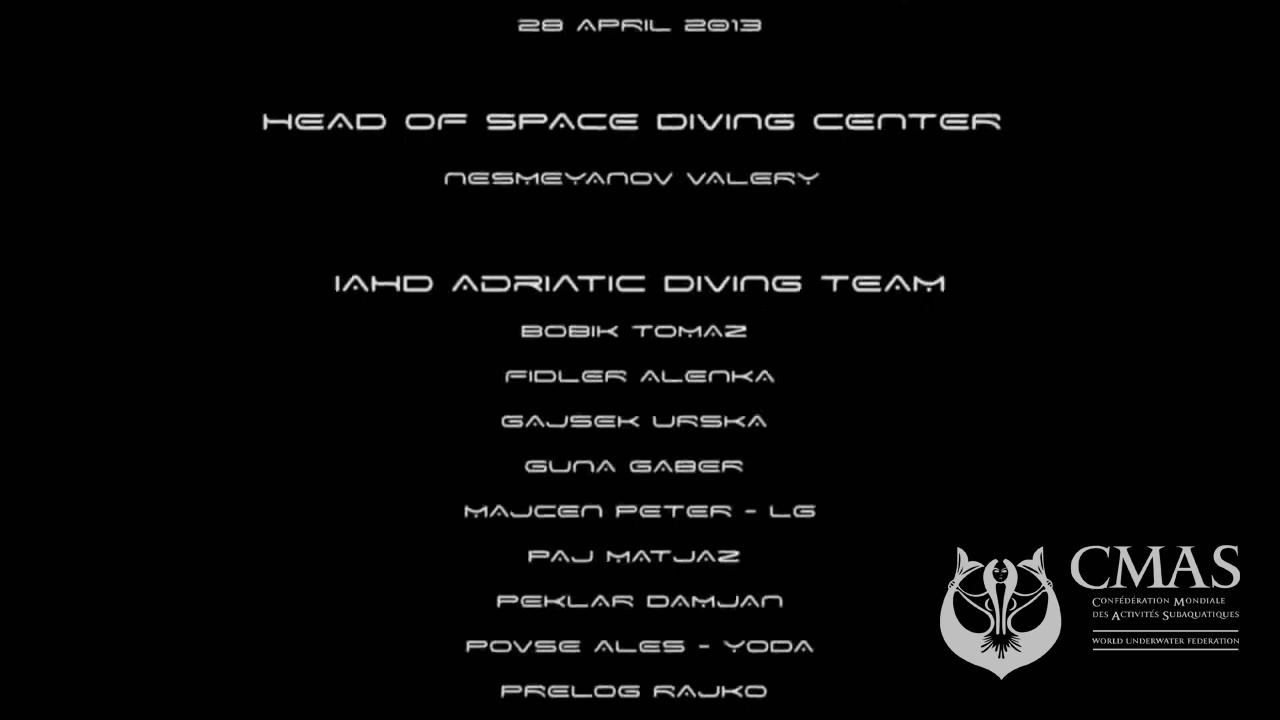 28 APRIL 2013
HEAD OF SPACE DIVING CENTER
NESMEYANOV VALERY
IAHD ADRIATIC DIVING TEAM
BOBIK TOMAZ
FIDLER ALENKA
GAJSEK URSKA
GUNA GABER
MAJCEN PETER - LG
PAJ MATJAZ
PEKLAR DAMJAN
POVSE ALES - YODA
PRELOG RAJKO
CMAS
CONFÉDÉRATION MONDIALE
DES ACTIVITÉS SUBAQUATIQUES
WORLD UNDERWATER FEDERATION